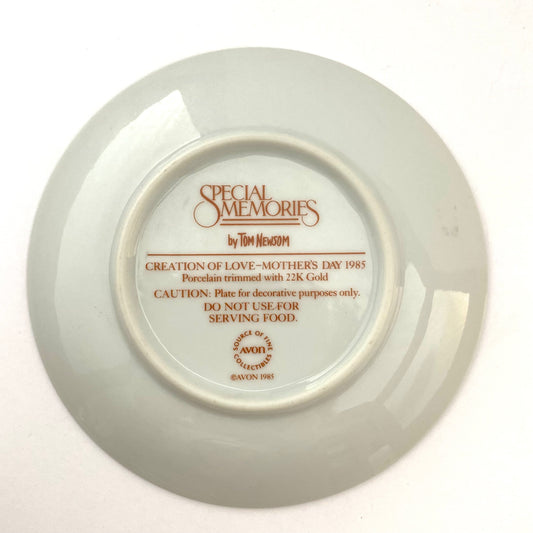 SPECIAL
MEMORIES
by TOM NEWSOM
CREATION OF LOVE–MOTHER'S DAY 1985
Porcelain trimmed with 22K Gold
CAUTION: Plate for decorative purposes only.
DO NOT USE FOR
SERVING FOOD.
SOURCE OF FINE
AVON
COLLECTIBLES
©AVON 1985